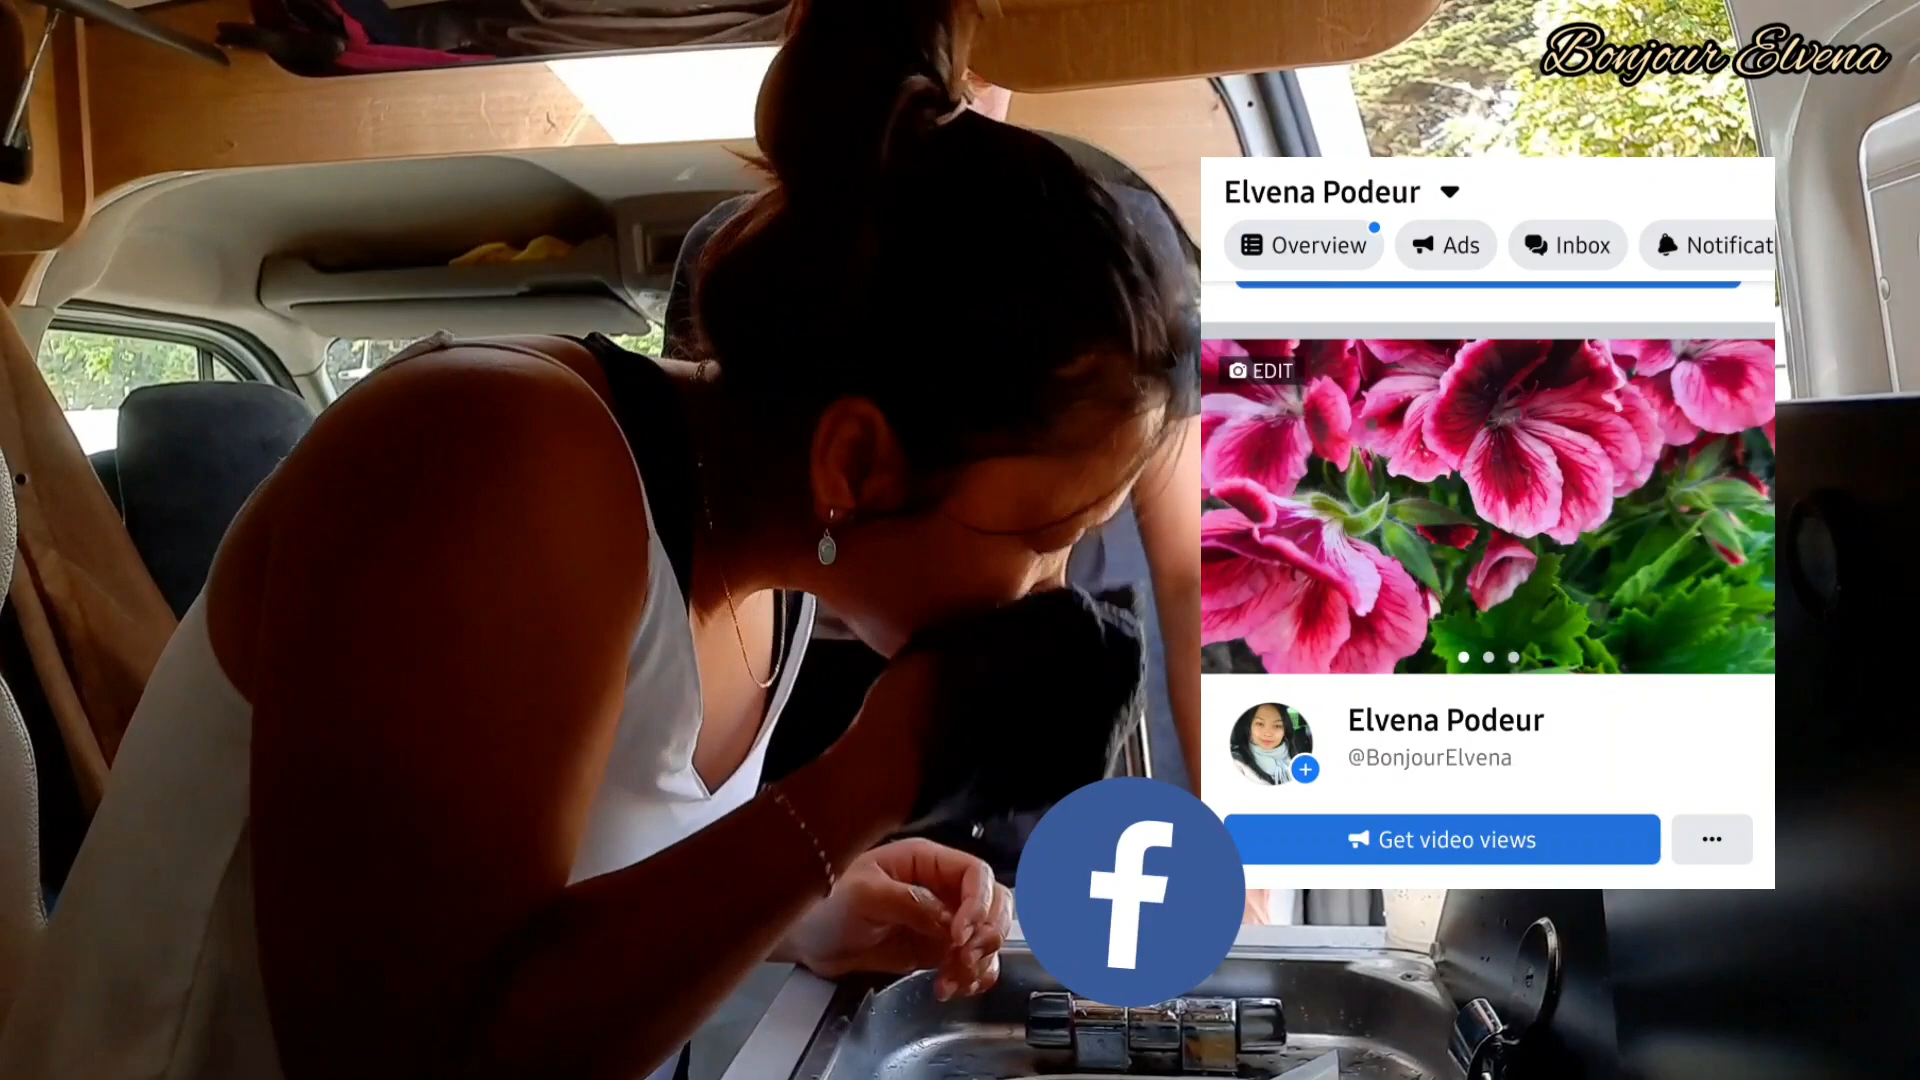 Bonjour Elvena
Elvena Podeur
Overview Ads Inbox Notificat
EDIT
Elvena Podeur
@BonjourElvena
Get video views